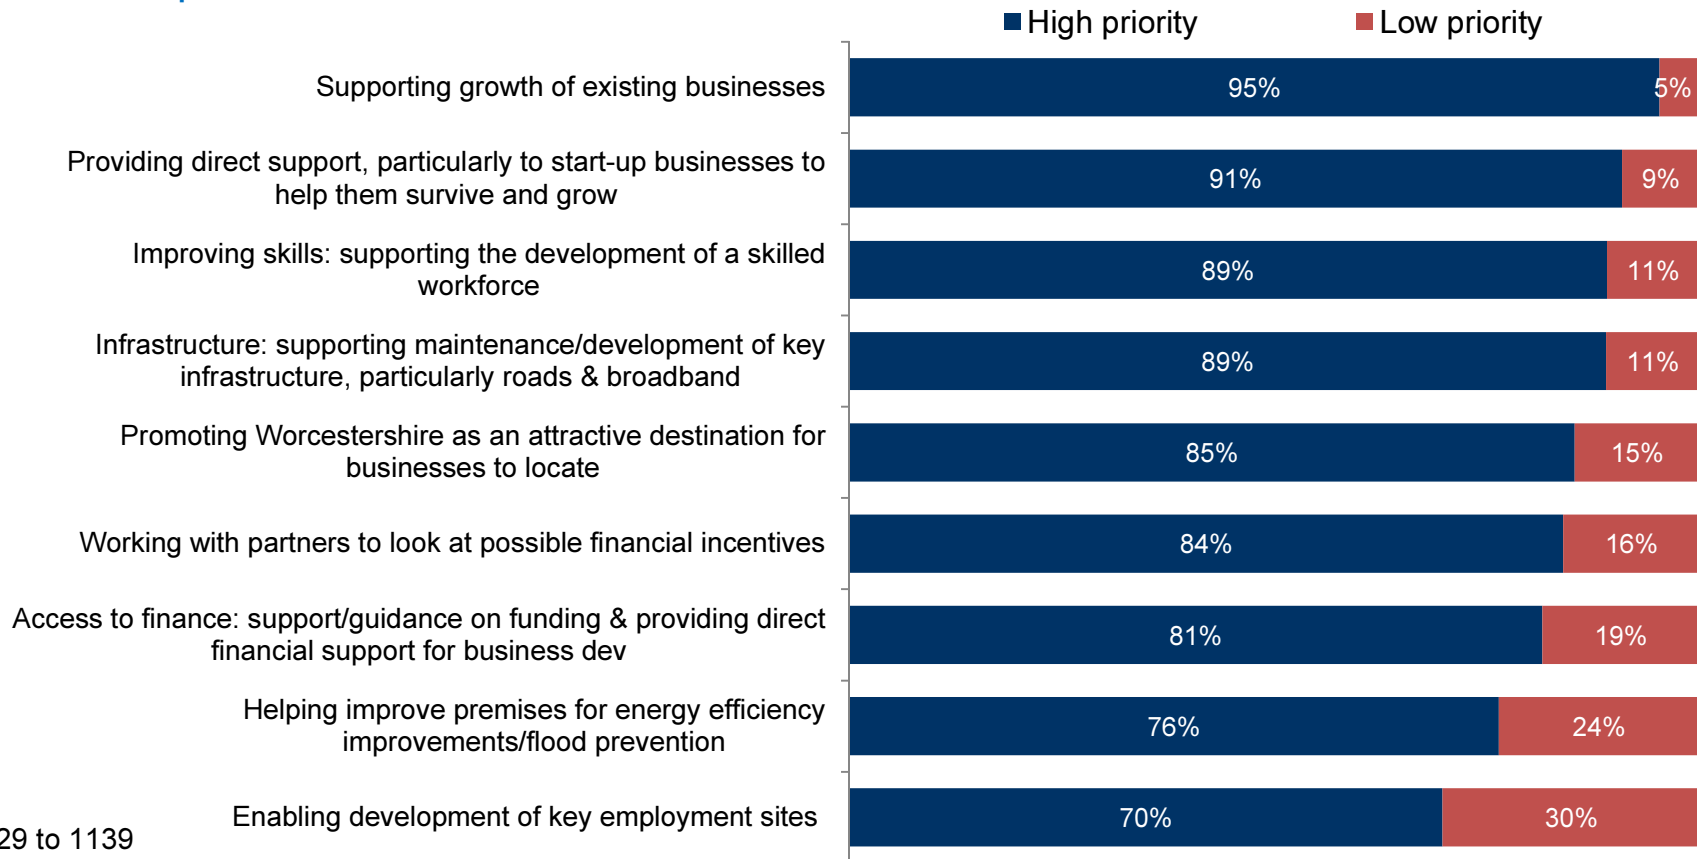 High priority Low priority
Supporting growth of existing businesses 95% 5%
Providing direct support, particularly to start-up businesses to
help them survive and grow 91% 9%
Improving skills: supporting the development of a skilled
workforce 89% 11%
Infrastructure: supporting maintenance/development of key
infrastructure, particularly roads & broadband 89% 11%
Promoting Worcestershire as an attractive destination for
businesses to locate 85% 15%
Working with partners to look at possible financial incentives 84% 16%
Access to finance: support/guidance on funding & providing direct
financial support for business dev 81% 19%
Helping improve premises for energy efficiency
improvements/flood prevention 76% 24%
Enabling development of key employment sites 70% 30%
29 to 1139